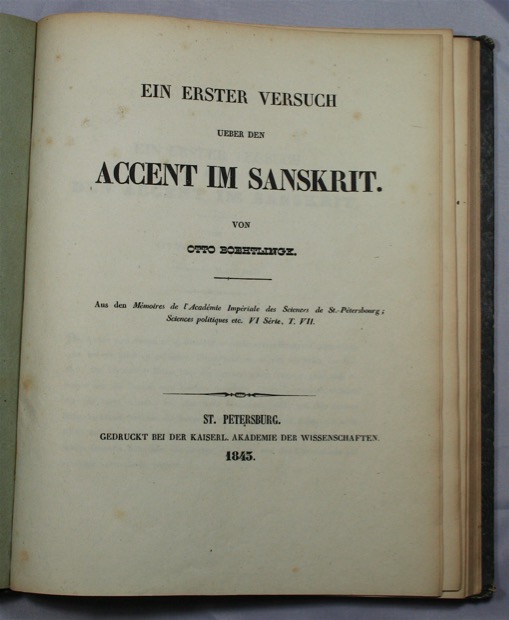 EIN ERSTER VERSUCH
UEBER DEN
ACCENT IM SANSKRIT.
VON
OTTO BOEHTLINGK.
Aus den Mémoires de l'Académie Impériale des Sciences de St.-Pétersbourg;
Sciences politiques etc. VI Série, T. VII.
ST. PETERSBURG.
GEDRUCKT BEI DER KAISERL. AKADEMIE DER WISSENSCHAFTEN.
1843.